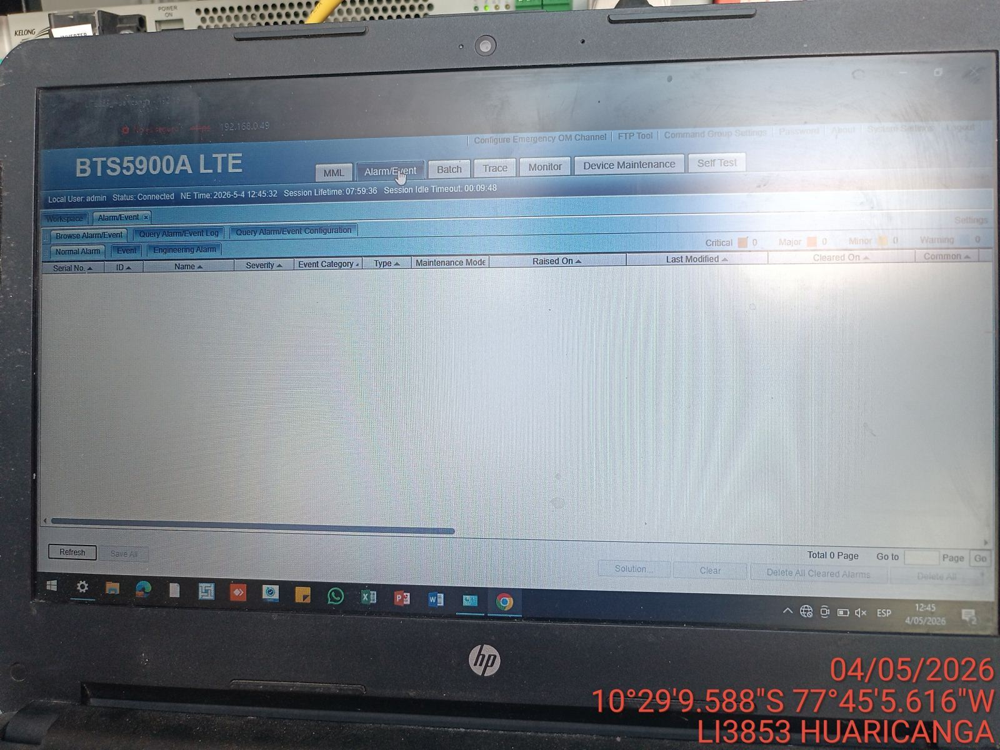 POWER
ON
KELONG
INVERTER
192.168.0.49
Configure Emergency OM Channel FTP Tool Command Group Settings Password About System Settings Logout
BTS5900A LTE
MML Alarm/Event Batch Trace Monitor Device Maintenance Self Test
Local User: admin Status: Connected NE Time: 2026-5-4 12:45:32 Session Lifetime: 07:59:36 Session Idle Timeout: 00:09:48
Workspace Alarm/Event
Settings
Browse Alarm/Event Query Alarm/Event Log Query Alarm/Event Configuration
Critical 0 Major 0 Minor 0 Warning 0
Normal Alarm Event Engineering Alarm
Serial No. ID Name Severity Event Category Type Maintenance Mode Raised On Last Modified Cleared On Common
Total 0 Page Go to Page Go
Refresh Save All
Solution... Clear Delete All Cleared Alarms Delete All
ESP
12:45
4/05/2026
2
hp
04/05/2026
10°29'9.588"S 77°45'5.616"W
LI3853 HUARICANGA